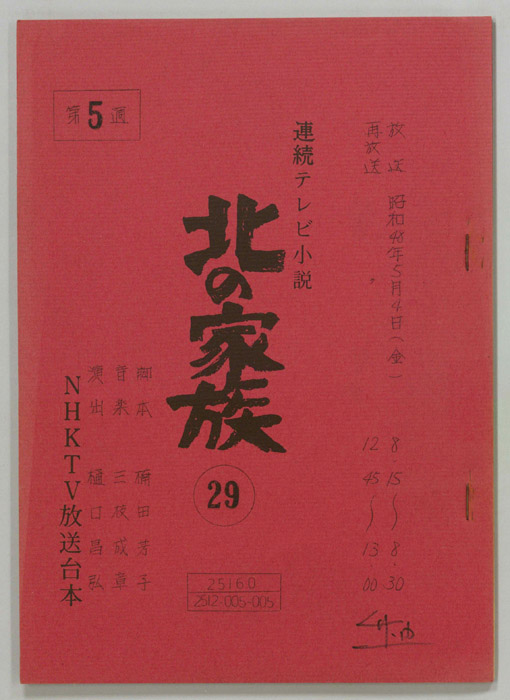 放送 昭和48年5月4日(金) 8.15〜8.30
再放送 12 45〜13 00
連続テレビ小説
北の家族
29
第5週
脚本 楠田芳子
音楽 三枝成章
演出 樋口昌弘
NHKTV放送台本
25160
2512-005-005